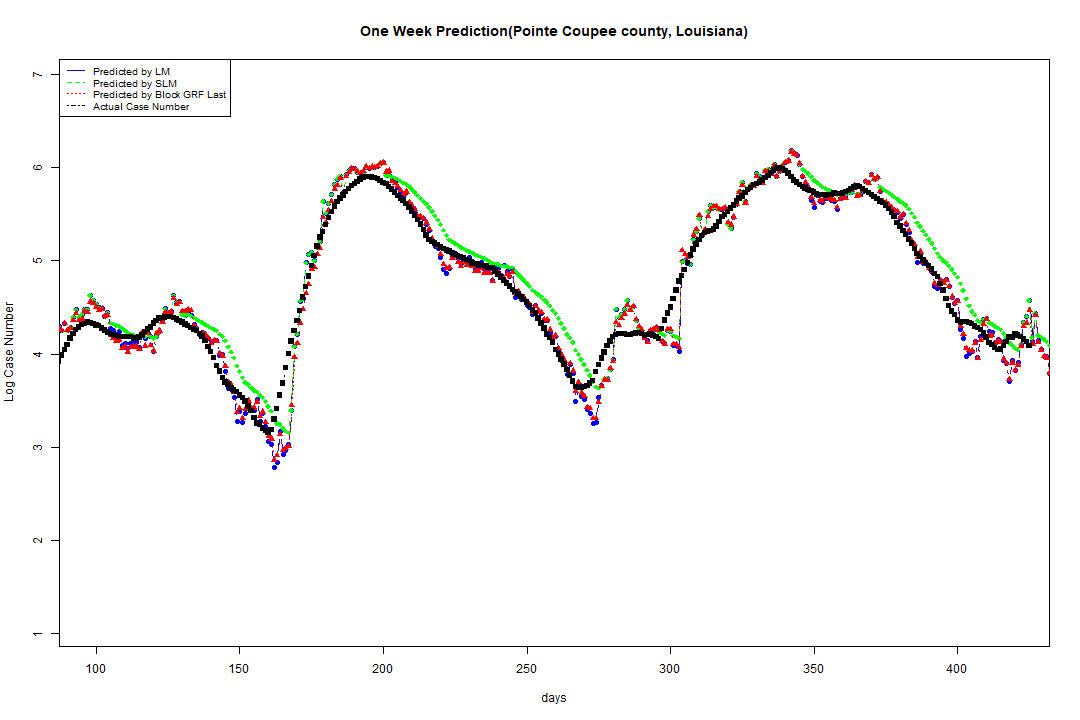 One Week Prediction(Pointe Coupee county, Louisiana)
Predicted by LM
Predicted by SLM
Predicted by Block GRF Last
Actual Case Number
7
6
5
4
3
2
1
Log Case Number
100 150 200 250 300 350 400
days